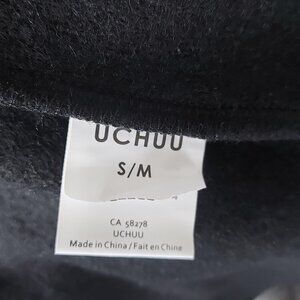 UCHUU
S/M
CA 58278
UCHUU
Made in China / Fait en Chine